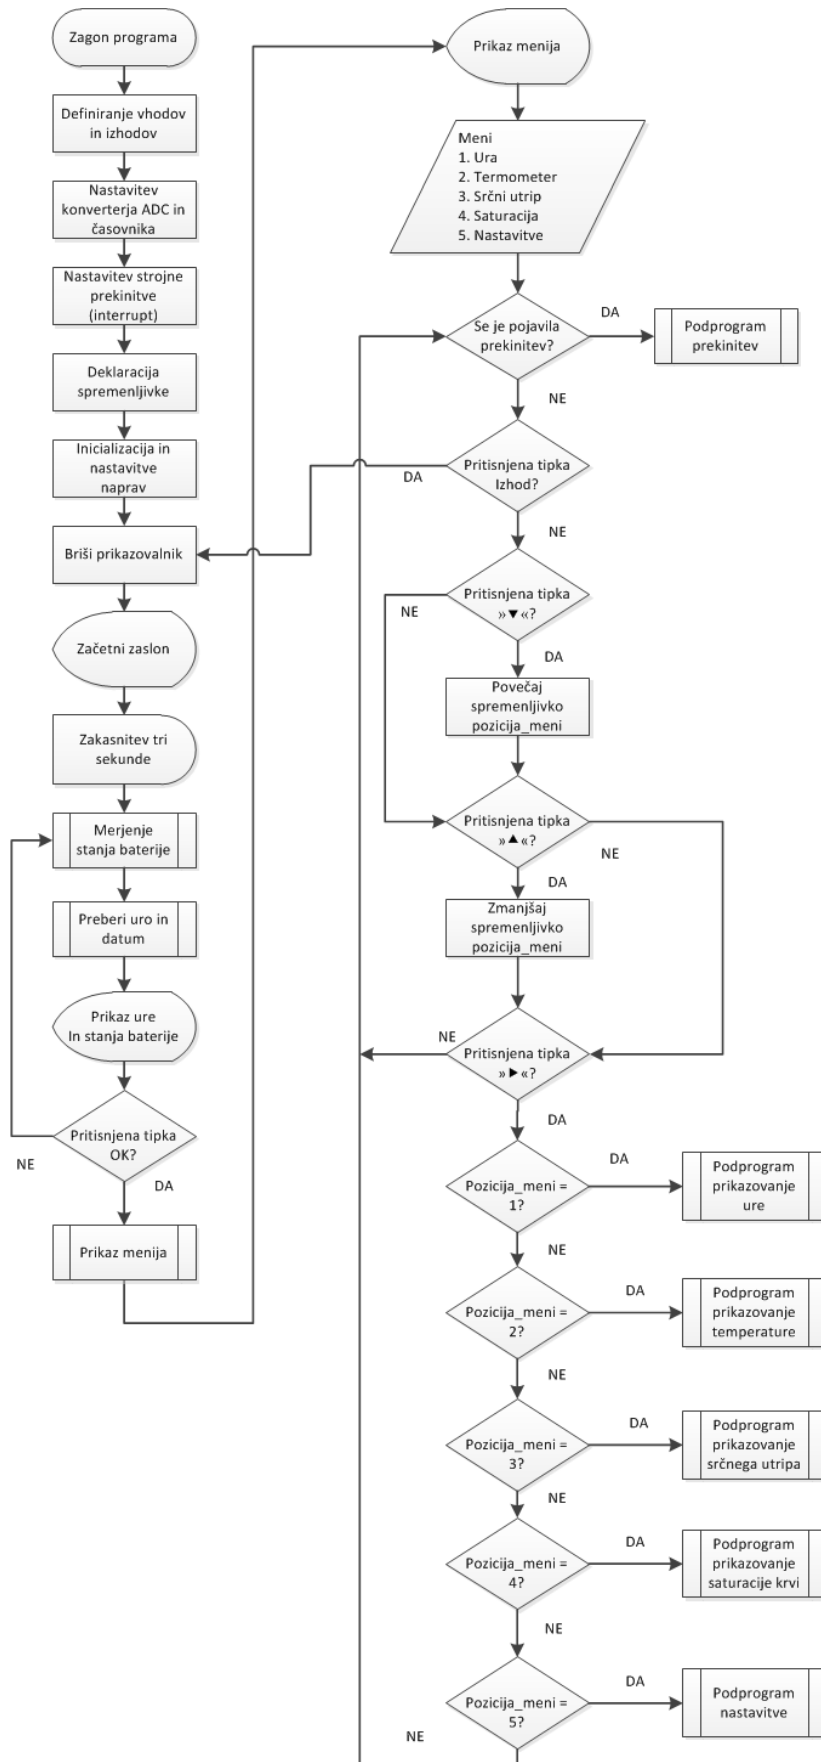 Zagon programa
Definiranje vhodov
in izhodov
Nastavitev
konverterja ADC in
časovnika
Nastavitev strojne
prekinitve
(interrupt)
Deklaracija
spremenljivke
Inicializacija in
nastavitve
naprav
Briši prikazovalnik
Začetni zaslon
Zakasnitev tri
sekunde
Merjenje
stanja baterije
Preberi uro in
datum
Prikaz ure
In stanja baterije
Pritisnjena tipka
OK?
NE
DA
Prikaz menija
Prikaz menija
Meni
1. Ura
2. Termometer
3. Srčni utrip
4. Saturacija
5. Nastavitve
Se je pojavila
prekinitev?
DA
Podprogram
prekinitev
NE
Pritisnjena tipka
Izhod?
DA
NE
Pritisnjena tipka
»▼«?
NE
DA
Povečaj
spremenljivko
pozicija_meni
Pritisnjena tipka
»▲«?
NE
DA
Zmanjšaj
spremenljivko
pozicija_meni
Pritisnjena tipka
»►«?
NE
DA
Pozicija_meni =
1?
DA
Podprogram
prikazovanje
ure
NE
Pozicija_meni =
2?
DA
Podprogram
prikazovanje
temperature
NE
Pozicija_meni =
3?
DA
Podprogram
prikazovanje
srčnega utripa
NE
Pozicija_meni =
4?
DA
Podprogram
prikazovanje
saturacije krvi
NE
Pozicija_meni =
5?
DA
Podprogram
nastavitve
NE